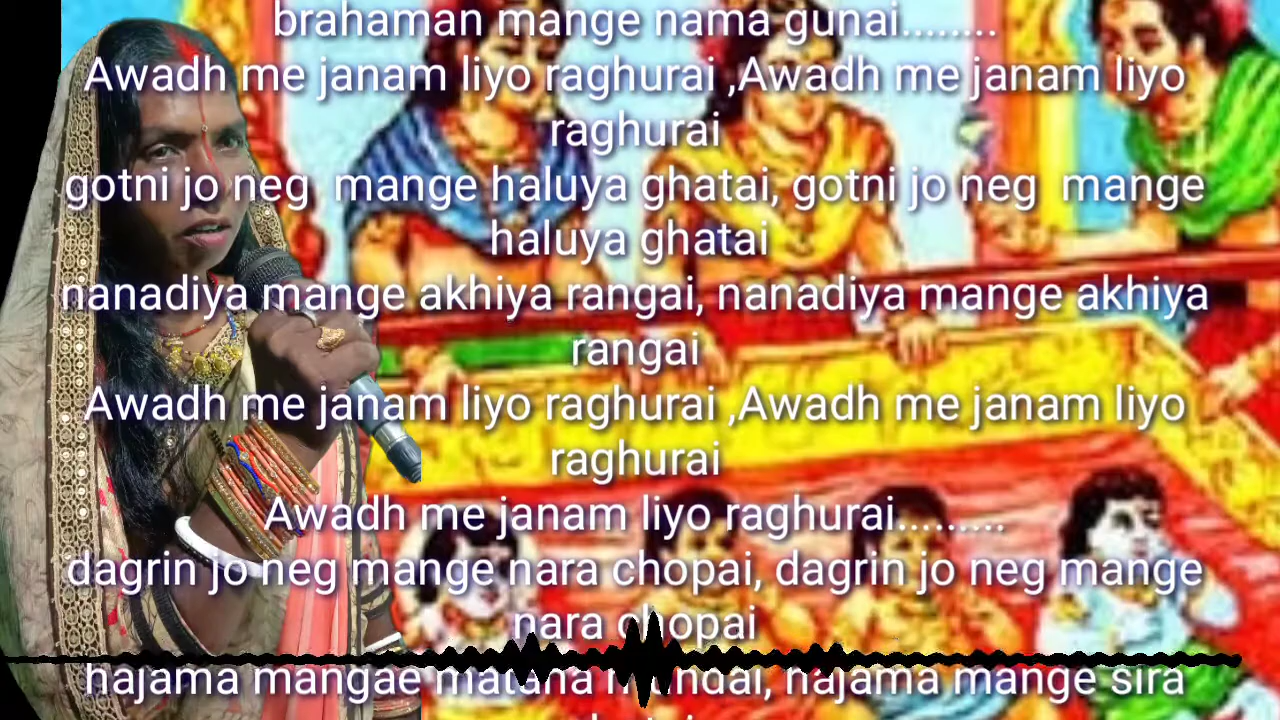 brahaman mange nama gunai........
Awadh me janam liyo raghurai ,Awadh me janam liyo
raghurai
gotni jo neg  mange haluya ghatai, gotni jo neg  mange
haluya ghatai
nanadiya mange akhiya rangai, nanadiya mange akhiya
rangai
Awadh me janam liyo raghurai ,Awadh me janam liyo
raghurai
Awadh me janam liyo raghurai.........
dagrin jo neg mange nara chopai, dagrin jo neg mange
nara chopai
hajama mangae hajama mange sira